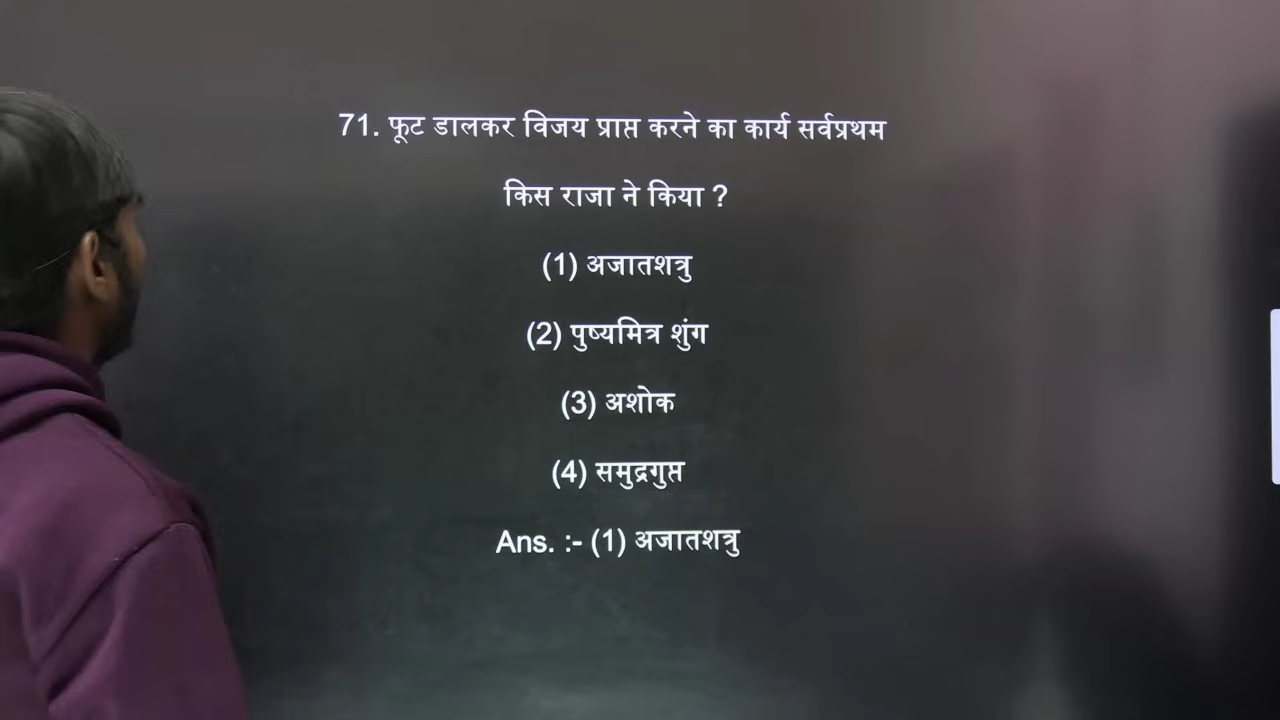 71. फूट डालकर विजय प्राप्त करने का कार्य सर्वप्रथम
किस राजा ने किया ?
(1) अजातशत्रु
(2) पुष्यमित्र शुंग
(3) अशोक
(4) समुद्रगुप्त
Ans. :- (1) अजातशत्रु